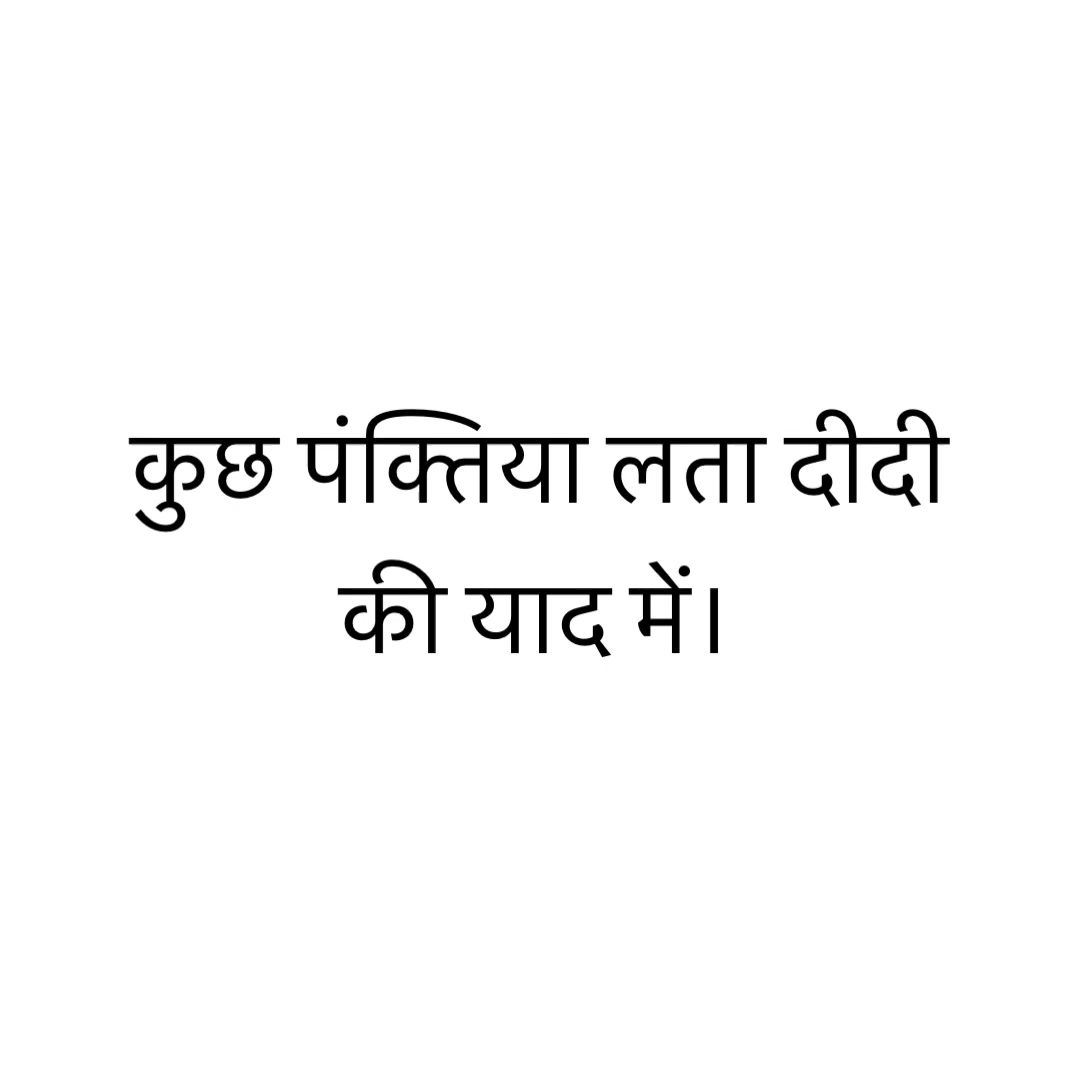 कुछ पंक्तिया लता दीदी
की याद में।